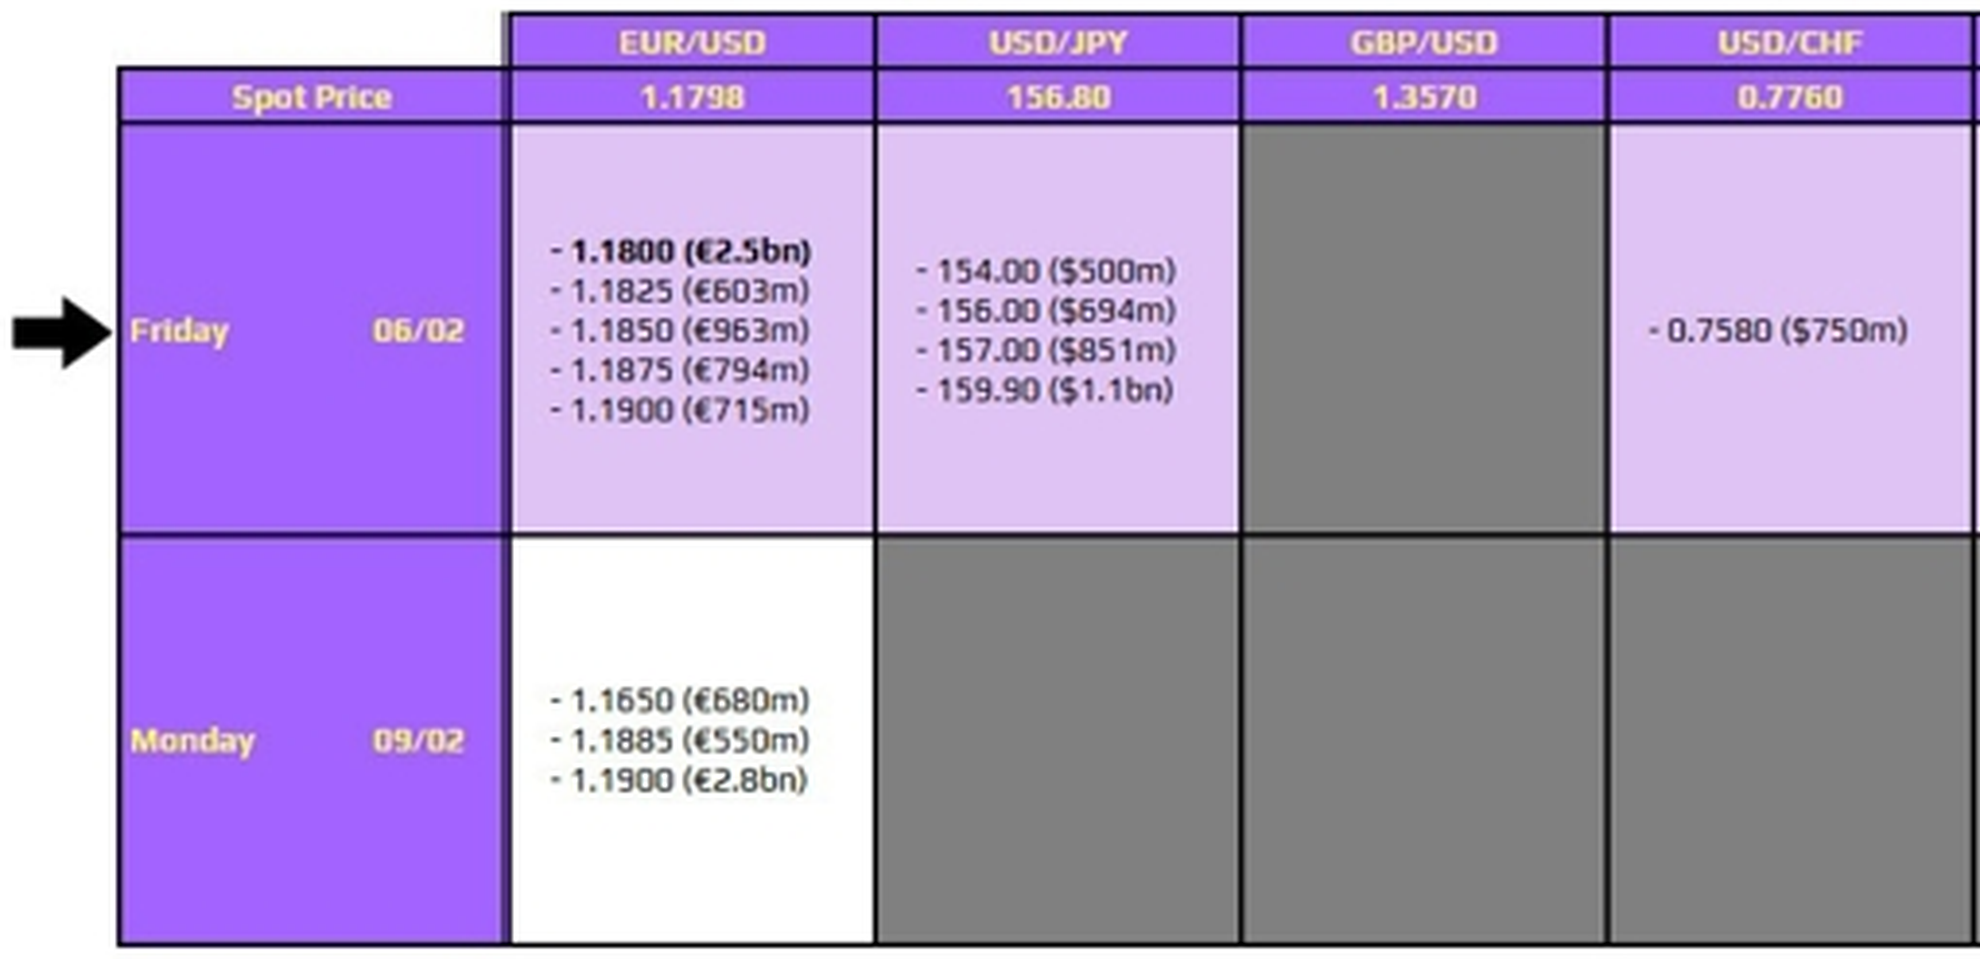 EUR/USD USD/JPY GBP/USD USD/CHF
Spot Price 1.1798 156.80 1.3570 0.7760
Friday 06/02
- 1.1800 (€2.5bn)
- 1.1825 (€603m)
- 1.1850 (€963m)
- 1.1875 (€794m)
- 1.1900 (€715m)
- 154.00 ($500m)
- 156.00 ($694m)
- 157.00 ($851m)
- 159.90 ($1.1bn)
- 0.7580 ($750m)
Monday 09/02
- 1.1650 (€680m)
- 1.1885 (€550m)
- 1.1900 (€2.8bn)